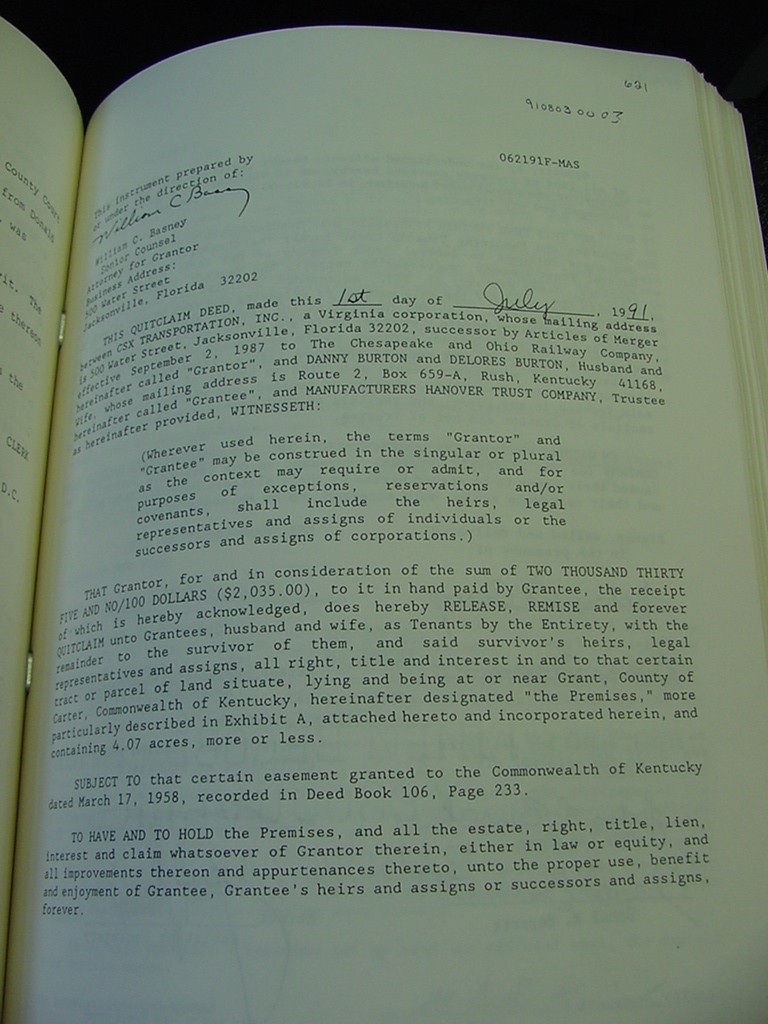 County Court
from Donald
was
it. The
e thereon
the
CLERK
D.C.
621
910803 00 03
062191F-MAS
This instrument prepared by
or under the direction of:
William C Basney
William C. Basney
Senior Counsel
Attorney for Grantor
Business Address:
500 Water Street
Jacksonville, Florida 32202
THIS QUITCLAIM DEED, made this 1st day of July, 1991,
between CSX TRANSPORTATION, INC., a Virginia corporation, whose mailing address
is 500 Water Street, Jacksonville, Florida 32202, successor by Articles of Merger
effective September 2, 1987 to The Chesapeake and Ohio Railway Company,
hereinafter called "Grantor", and DANNY BURTON and DELORES BURTON, Husband and
Wife, whose mailing address is Route 2, Box 659-A, Rush, Kentucky 41168,
hereinafter called "Grantee", and MANUFACTURERS HANOVER TRUST COMPANY, Trustee
as hereinafter provided, WITNESSETH:
(Wherever used herein, the terms "Grantor" and
"Grantee" may be construed in the singular or plural
as the context may require or admit, and for
purposes of exceptions, reservations and/or
covenants, shall include the heirs, legal
representatives and assigns of individuals or the
successors and assigns of corporations.)
THAT Grantor, for and in consideration of the sum of TWO THOUSAND THIRTY
FIVE AND NO/100 DOLLARS ($2,035.00), to it in hand paid by Grantee, the receipt
of which is hereby acknowledged, does hereby RELEASE, REMISE and forever
QUITCLAIM unto Grantees, husband and wife, as Tenants by the Entirety, with the
remainder to the survivor of them, and said survivor's heirs, legal
representatives and assigns, all right, title and interest in and to that certain
tract or parcel of land situate, lying and being at or near Grant, County of
Carter, Commonwealth of Kentucky, hereinafter designated "the Premises," more
particularly described in Exhibit A, attached hereto and incorporated herein, and
containing 4.07 acres, more or less.
SUBJECT TO that certain easement granted to the Commonwealth of Kentucky
dated March 17, 1958, recorded in Deed Book 106, Page 233.
TO HAVE AND TO HOLD the Premises, and all the estate, right, title, lien,
interest and claim whatsoever of Grantor therein, either in law or equity, and
all improvements thereon and appurtenances thereto, unto the proper use, benefit
and enjoyment of Grantee, Grantee's heirs and assigns or successors and assigns,
forever.